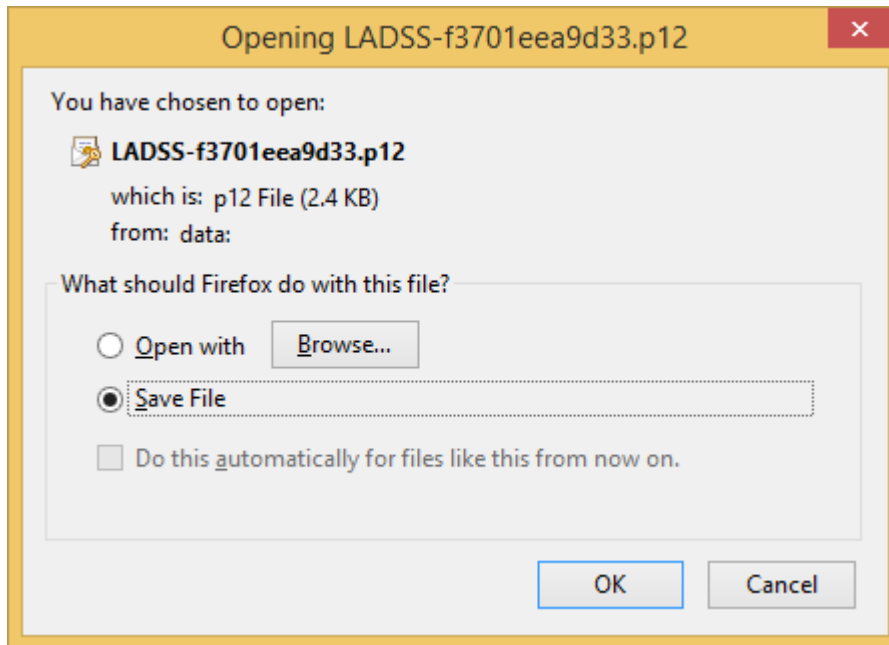 Opening LADSS-f3701eea9d33.p12
You have chosen to open:
LADSS-f3701eea9d33.p12
which is: p12 File (2.4 KB)
from: data:
What should Firefox do with this file?
Open with Browse...
Save File
Do this automatically for files like this from now on.
OK Cancel